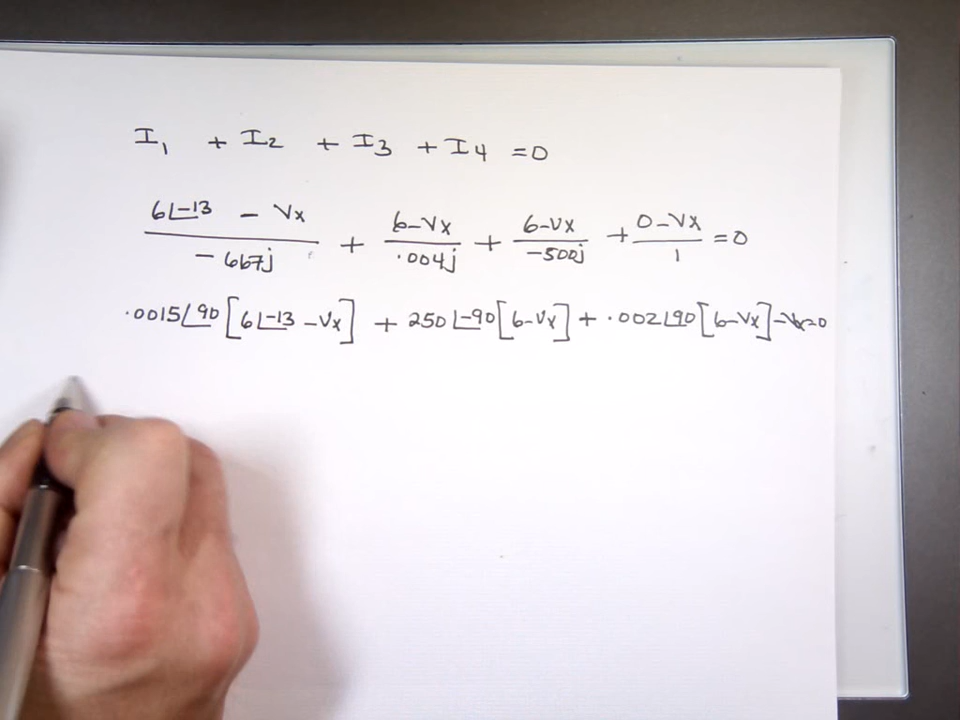 I1 + I2 + I3 + I4 = 0
6∠-13 - Vx / -667j + 6-Vx / .004j + 6-Vx / -500j + 0-Vx / 1 = 0
.0015∠90 [6∠-13 -Vx] + 250∠-90 [6-Vx] + .002∠90 [6-Vx] -Vx=0